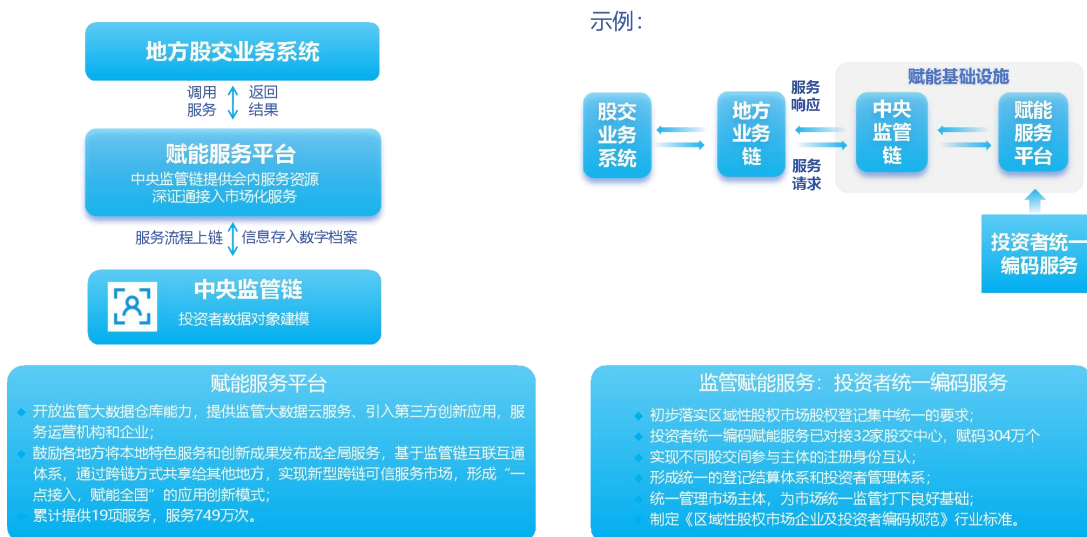 地方股交业务系统
调用 返回
服务 结果
赋能服务平台
中央监管链提供会内服务资源
深证通接入市场化服务
服务流程上链 信息存入数字档案
中央监管链
投资者数据对象建模
赋能服务平台
◆ 开放监管大数据仓库能力，提供监管大数据云服务、引入第三方创新应用，服
务运营机构和企业；
◆ 鼓励各地方将本地特色服务和创新成果发布成全局服务，基于监管链互联互通
体系，通过跨链方式共享给其他地方，实现新型跨链可信服务市场，形成“一
点接入，赋能全国”的应用创新模式；
◆ 累计提供19项服务，服务749万次。
示例：
赋能基础设施
股交
业务
系统
地方
业务
链
服务
响应
服务
请求
中央
监管
链
赋能
服务
平台
投资者统一
编码服务
监管赋能服务：投资者统一编码服务
◆ 初步落实区域性股权市场股权登记集中统一的要求；
◆ 投资者统一编码赋能服务已对接32家股交中心，赋码304万个
◆ 实现不同股交间参与主体的注册身份互认；
◆ 形成统一的登记结算体系和投资者管理体系；
◆ 统一管理市场主体，为市场统一监管打下良好基础；
◆ 制定《区域性股权市场企业及投资者编码规范》行业标准。